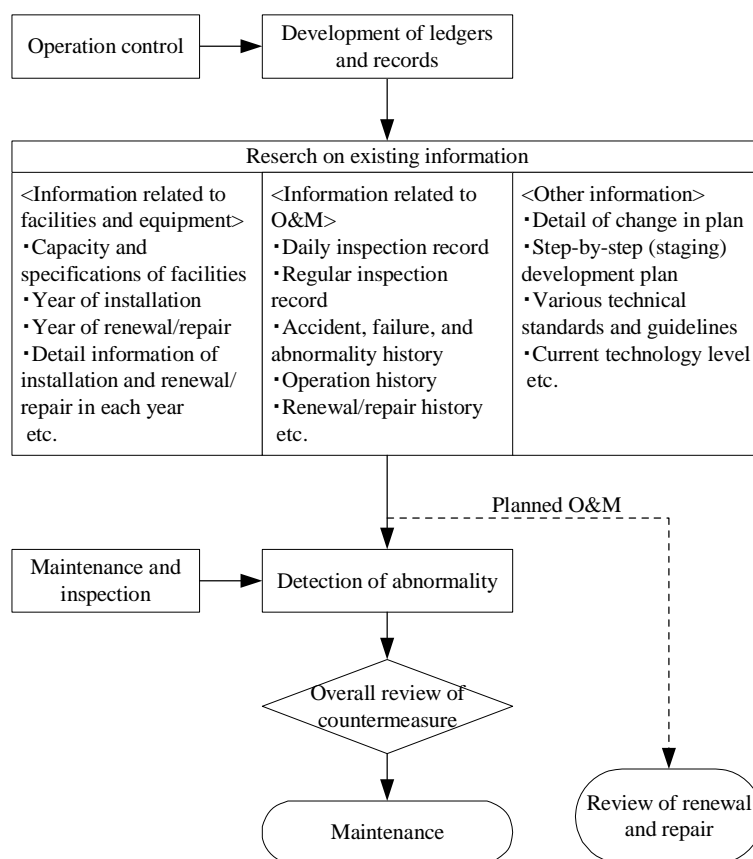 Operation control
Development of ledgers
and records
Reserch on existing information
<Information related to
facilities and equipment>
・Capacity and
specifications of facilities
・Year of installation
・Year of renewal/repair
・Detail information of
installation and renewal/
repair in each year
etc.
<Information related to
O&M>
・Daily inspection record
・Regular inspection
record
・Accident, failure, and
abnormality history
・Operation history
・Renewal/repair history
etc.
<Other information>
・Detail of change in plan
・Step-by-step (staging)
development plan
・Various technical
standards and guidelines
・Current technology level
etc.
Planned O&M
Maintenance and
inspection
Detection of abnormality
Overall review of
countermeasure
Maintenance
Review of renewal
and repair